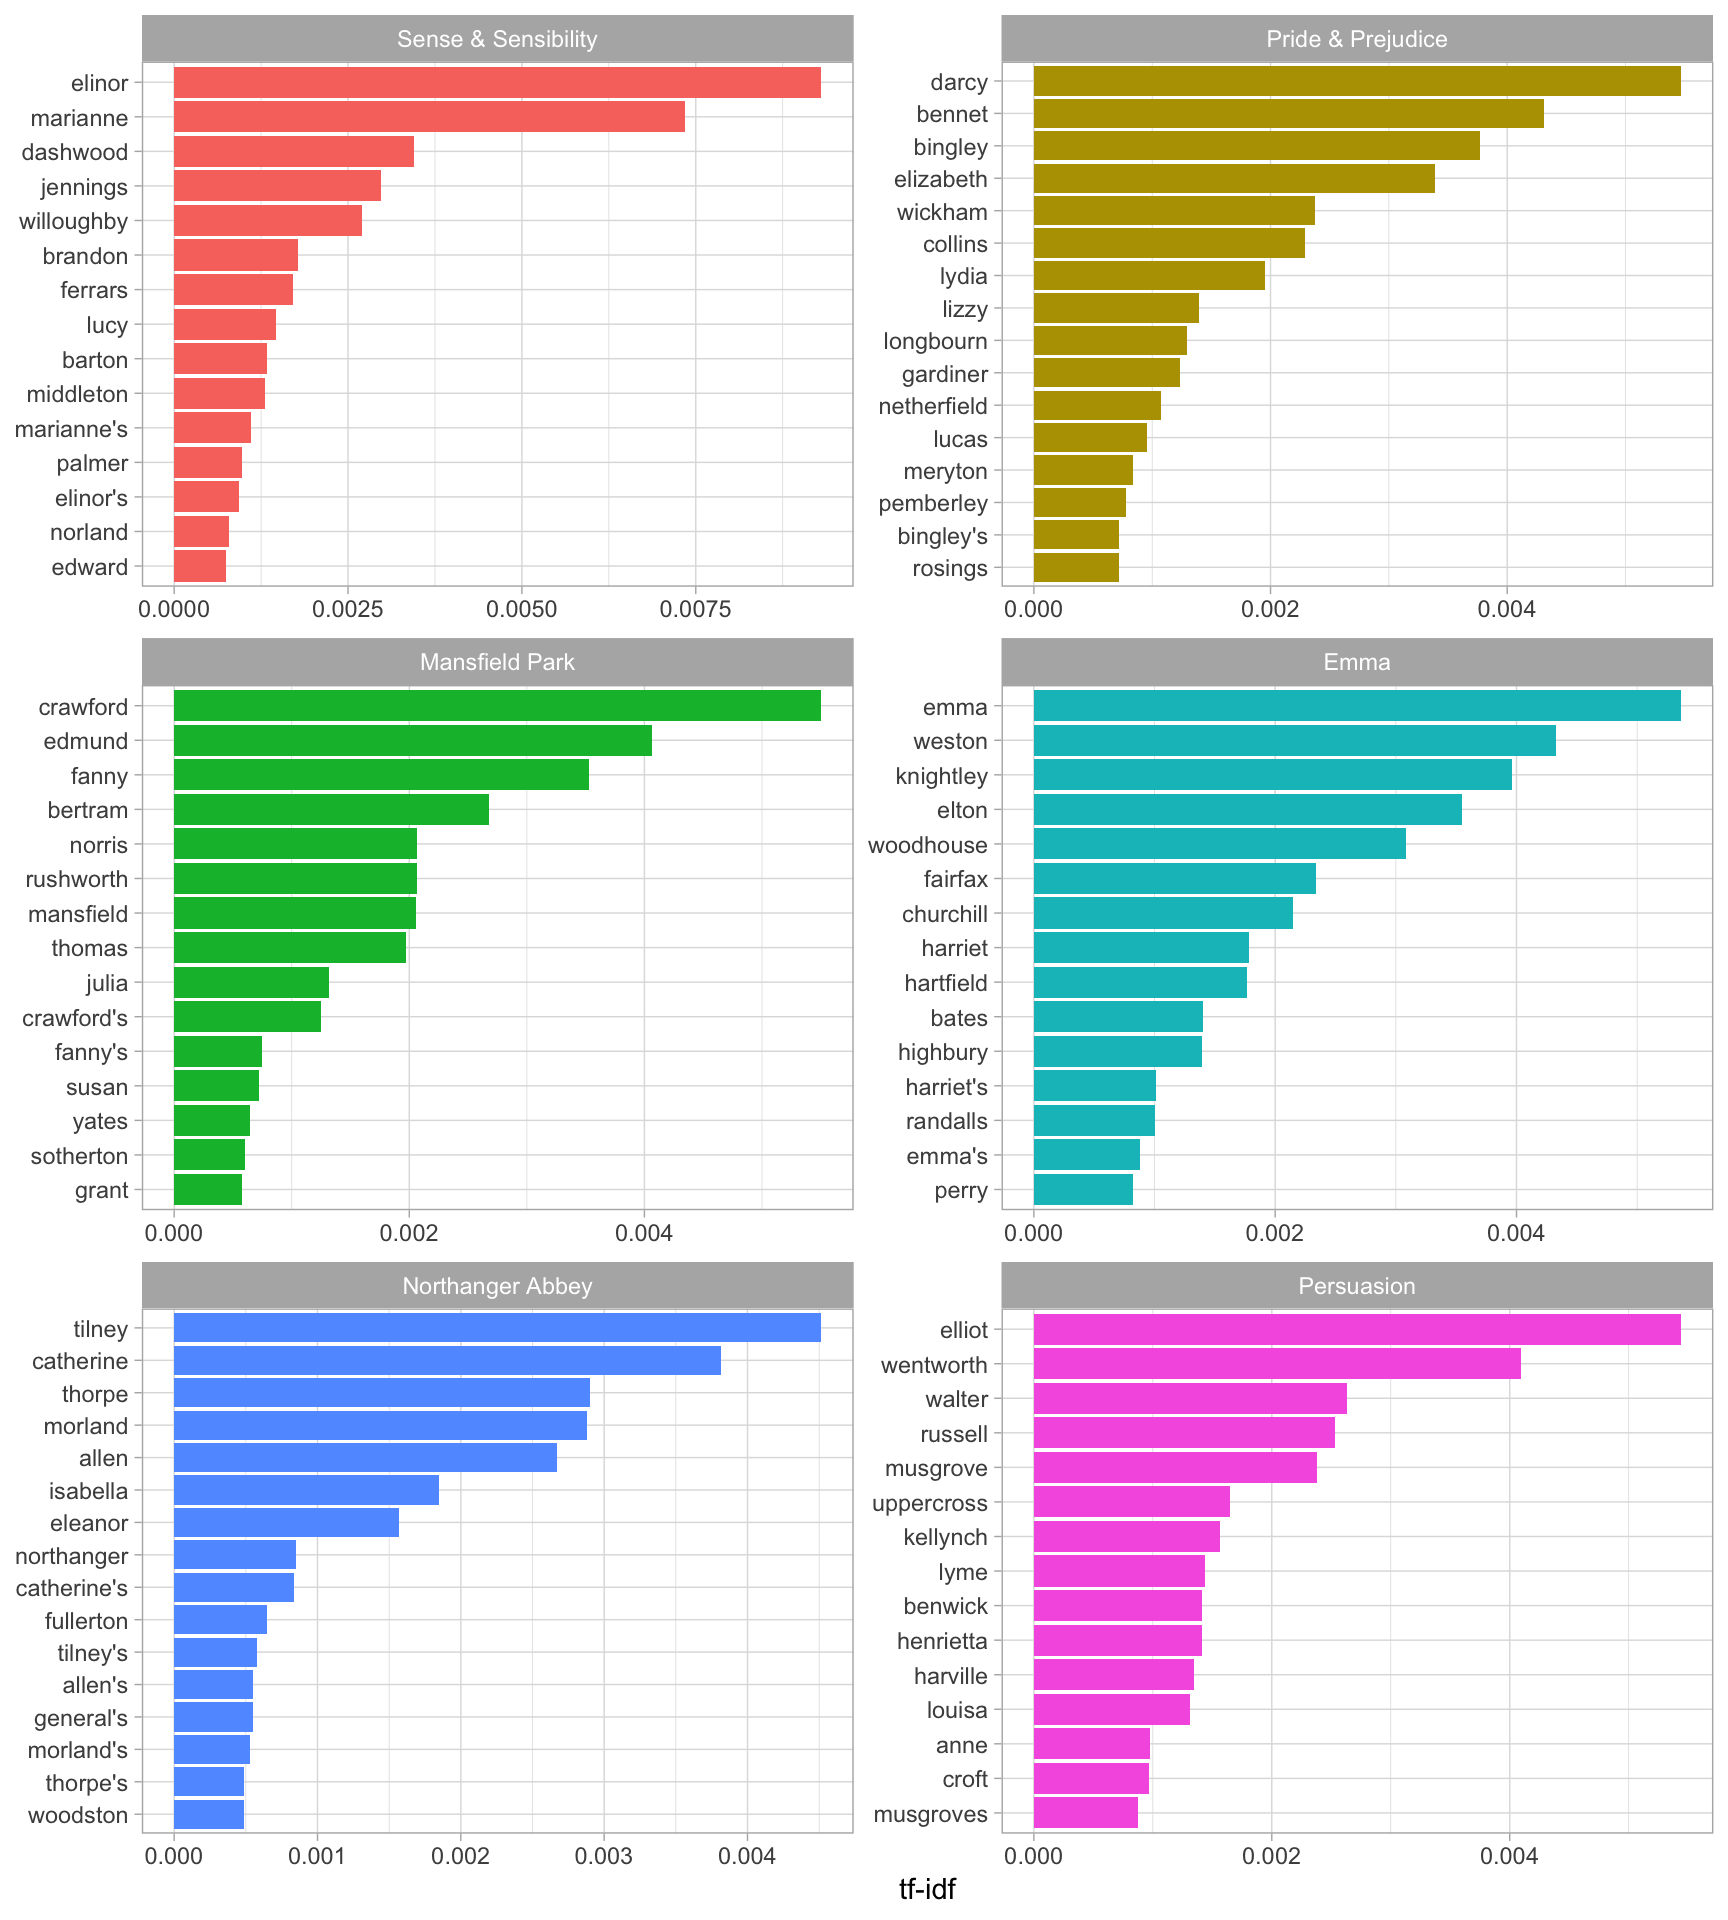 Sense & Sensibility
elinor
marianne
dashwood
jennings
willoughby
brandon
ferrars
lucy
barton
middleton
marianne's
palmer
elinor's
norland
edward
0.0000 0.0025 0.0050 0.0075
Pride & Prejudice
darcy
bennet
bingley
elizabeth
wickham
collins
lydia
lizzy
longbourn
gardiner
netherfield
lucas
meryton
pemberley
bingley's
rosings
0.000 0.002 0.004
Mansfield Park
crawford
edmund
fanny
bertram
norris
rushworth
mansfield
thomas
julia
crawford's
fanny's
susan
yates
sotherton
grant
0.000 0.002 0.004
Emma
emma
weston
knightley
elton
woodhouse
fairfax
churchill
harriet
hartfield
bates
highbury
harriet's
randalls
emma's
perry
0.000 0.002 0.004
Northanger Abbey
tilney
catherine
thorpe
morland
allen
isabella
eleanor
northanger
catherine's
fullerton
tilney's
allen's
general's
morland's
thorpe's
woodston
0.000 0.001 0.002 0.003 0.004
Persuasion
elliot
wentworth
walter
russell
musgrove
uppercross
kellynch
lyme
benwick
henrietta
harville
louisa
anne
croft
musgroves
0.000 0.002 0.004
tf-idf